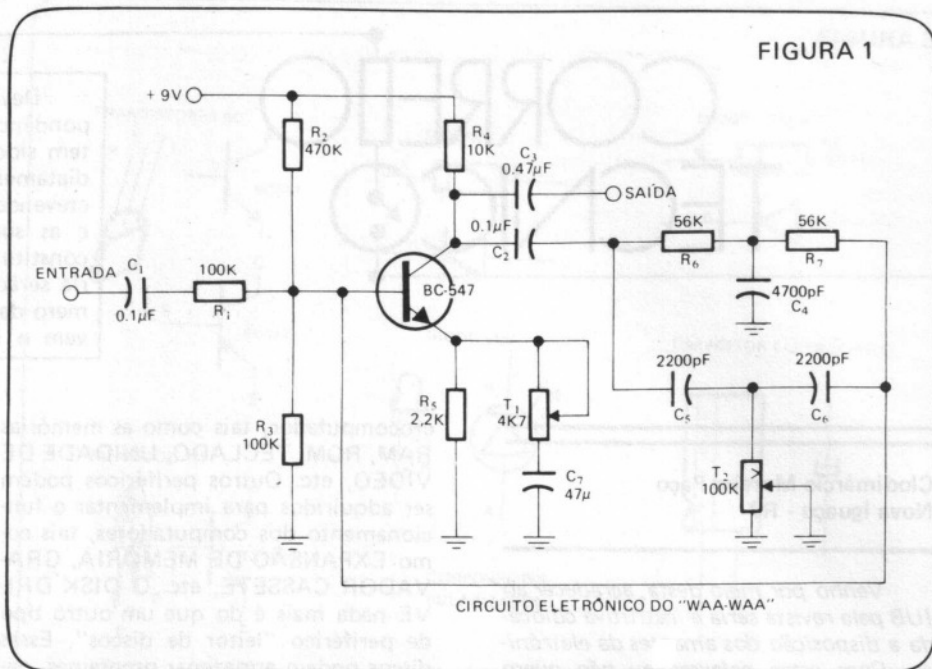 FIGURA 1
+ 9V
R2
470K
R4
10K
C3
0.47µF
SAÍDA
0.1µF
C2
56K
R6
56K
R7
ENTRADA
C1
0.1µF
100K
R1
BC-547
4700pF
C4
2200pF
C5
2200pF
C6
R3
100K
R5
2.2K
T1
4K7
C7
47µ
T2
100K
CIRCUITO ELETRÔNICO DO "WAA-WAA"